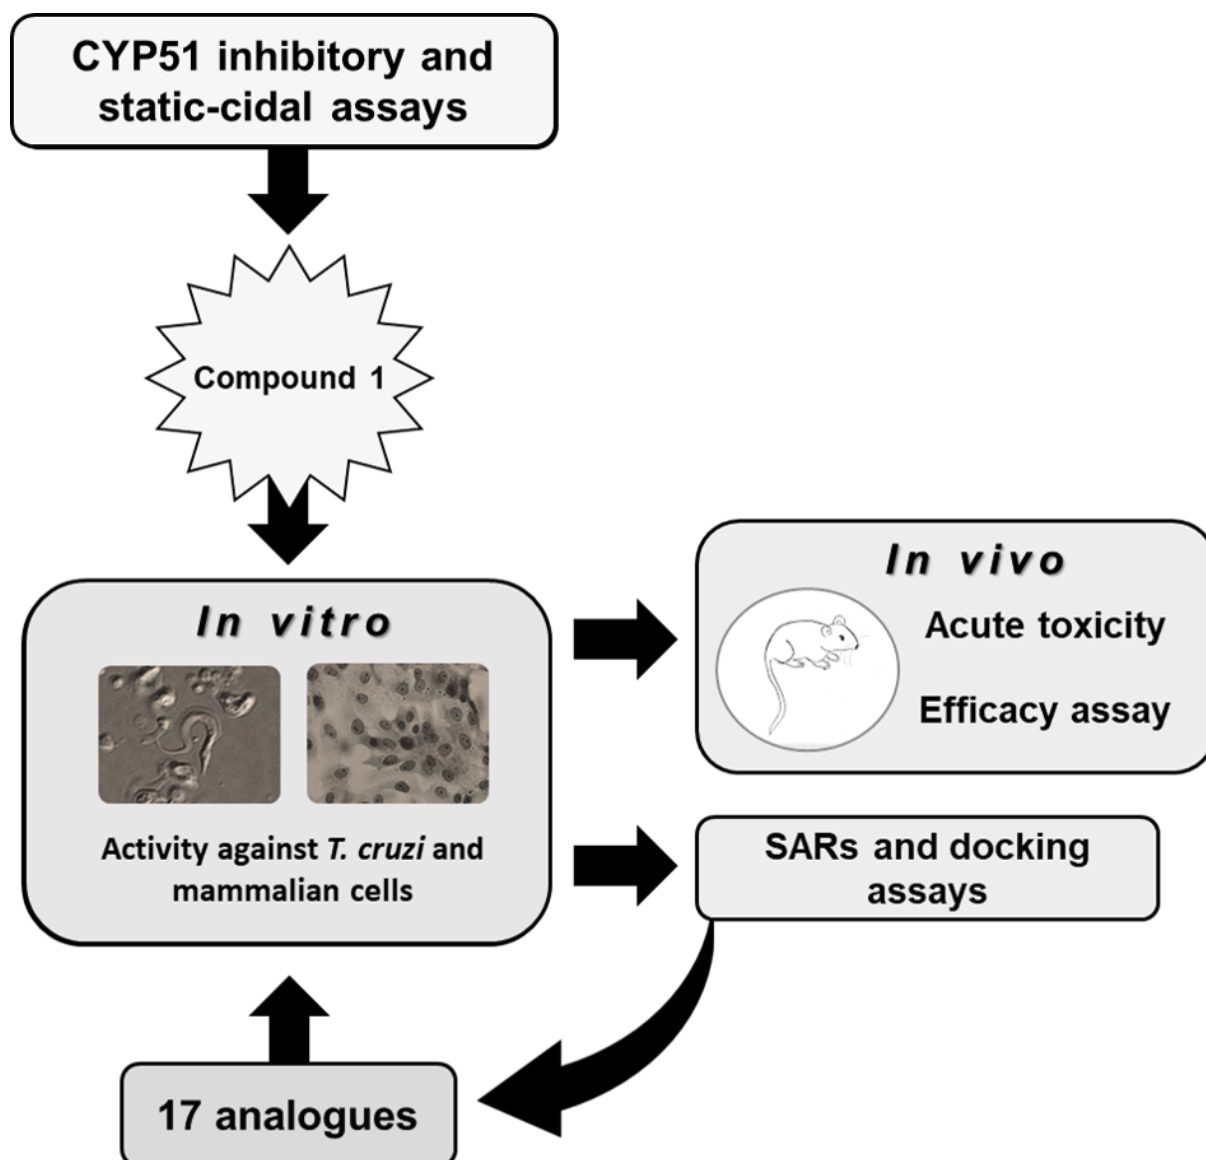 CYP51 inhibitory and
static-cidal assays
Compound 1
In vitro
Activity against T. cruzi and
mammalian cells
In vivo
Acute toxicity
Efficacy assay
SARs and docking
assays
17 analogues